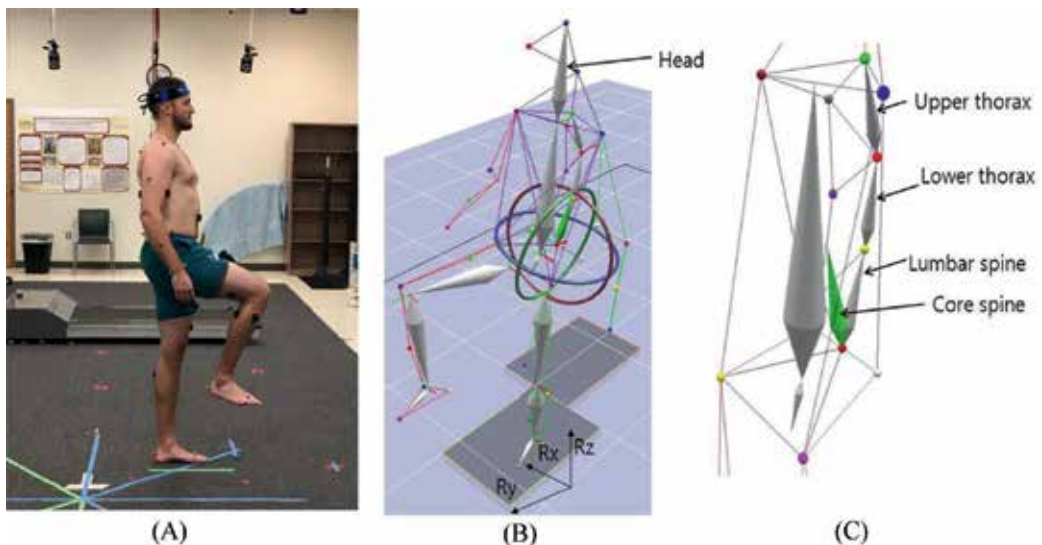 Head
Rx
Rz
Ry
Upper thorax
Lower thorax
Lumbar spine
Core spine
(A)
(B)
(C)